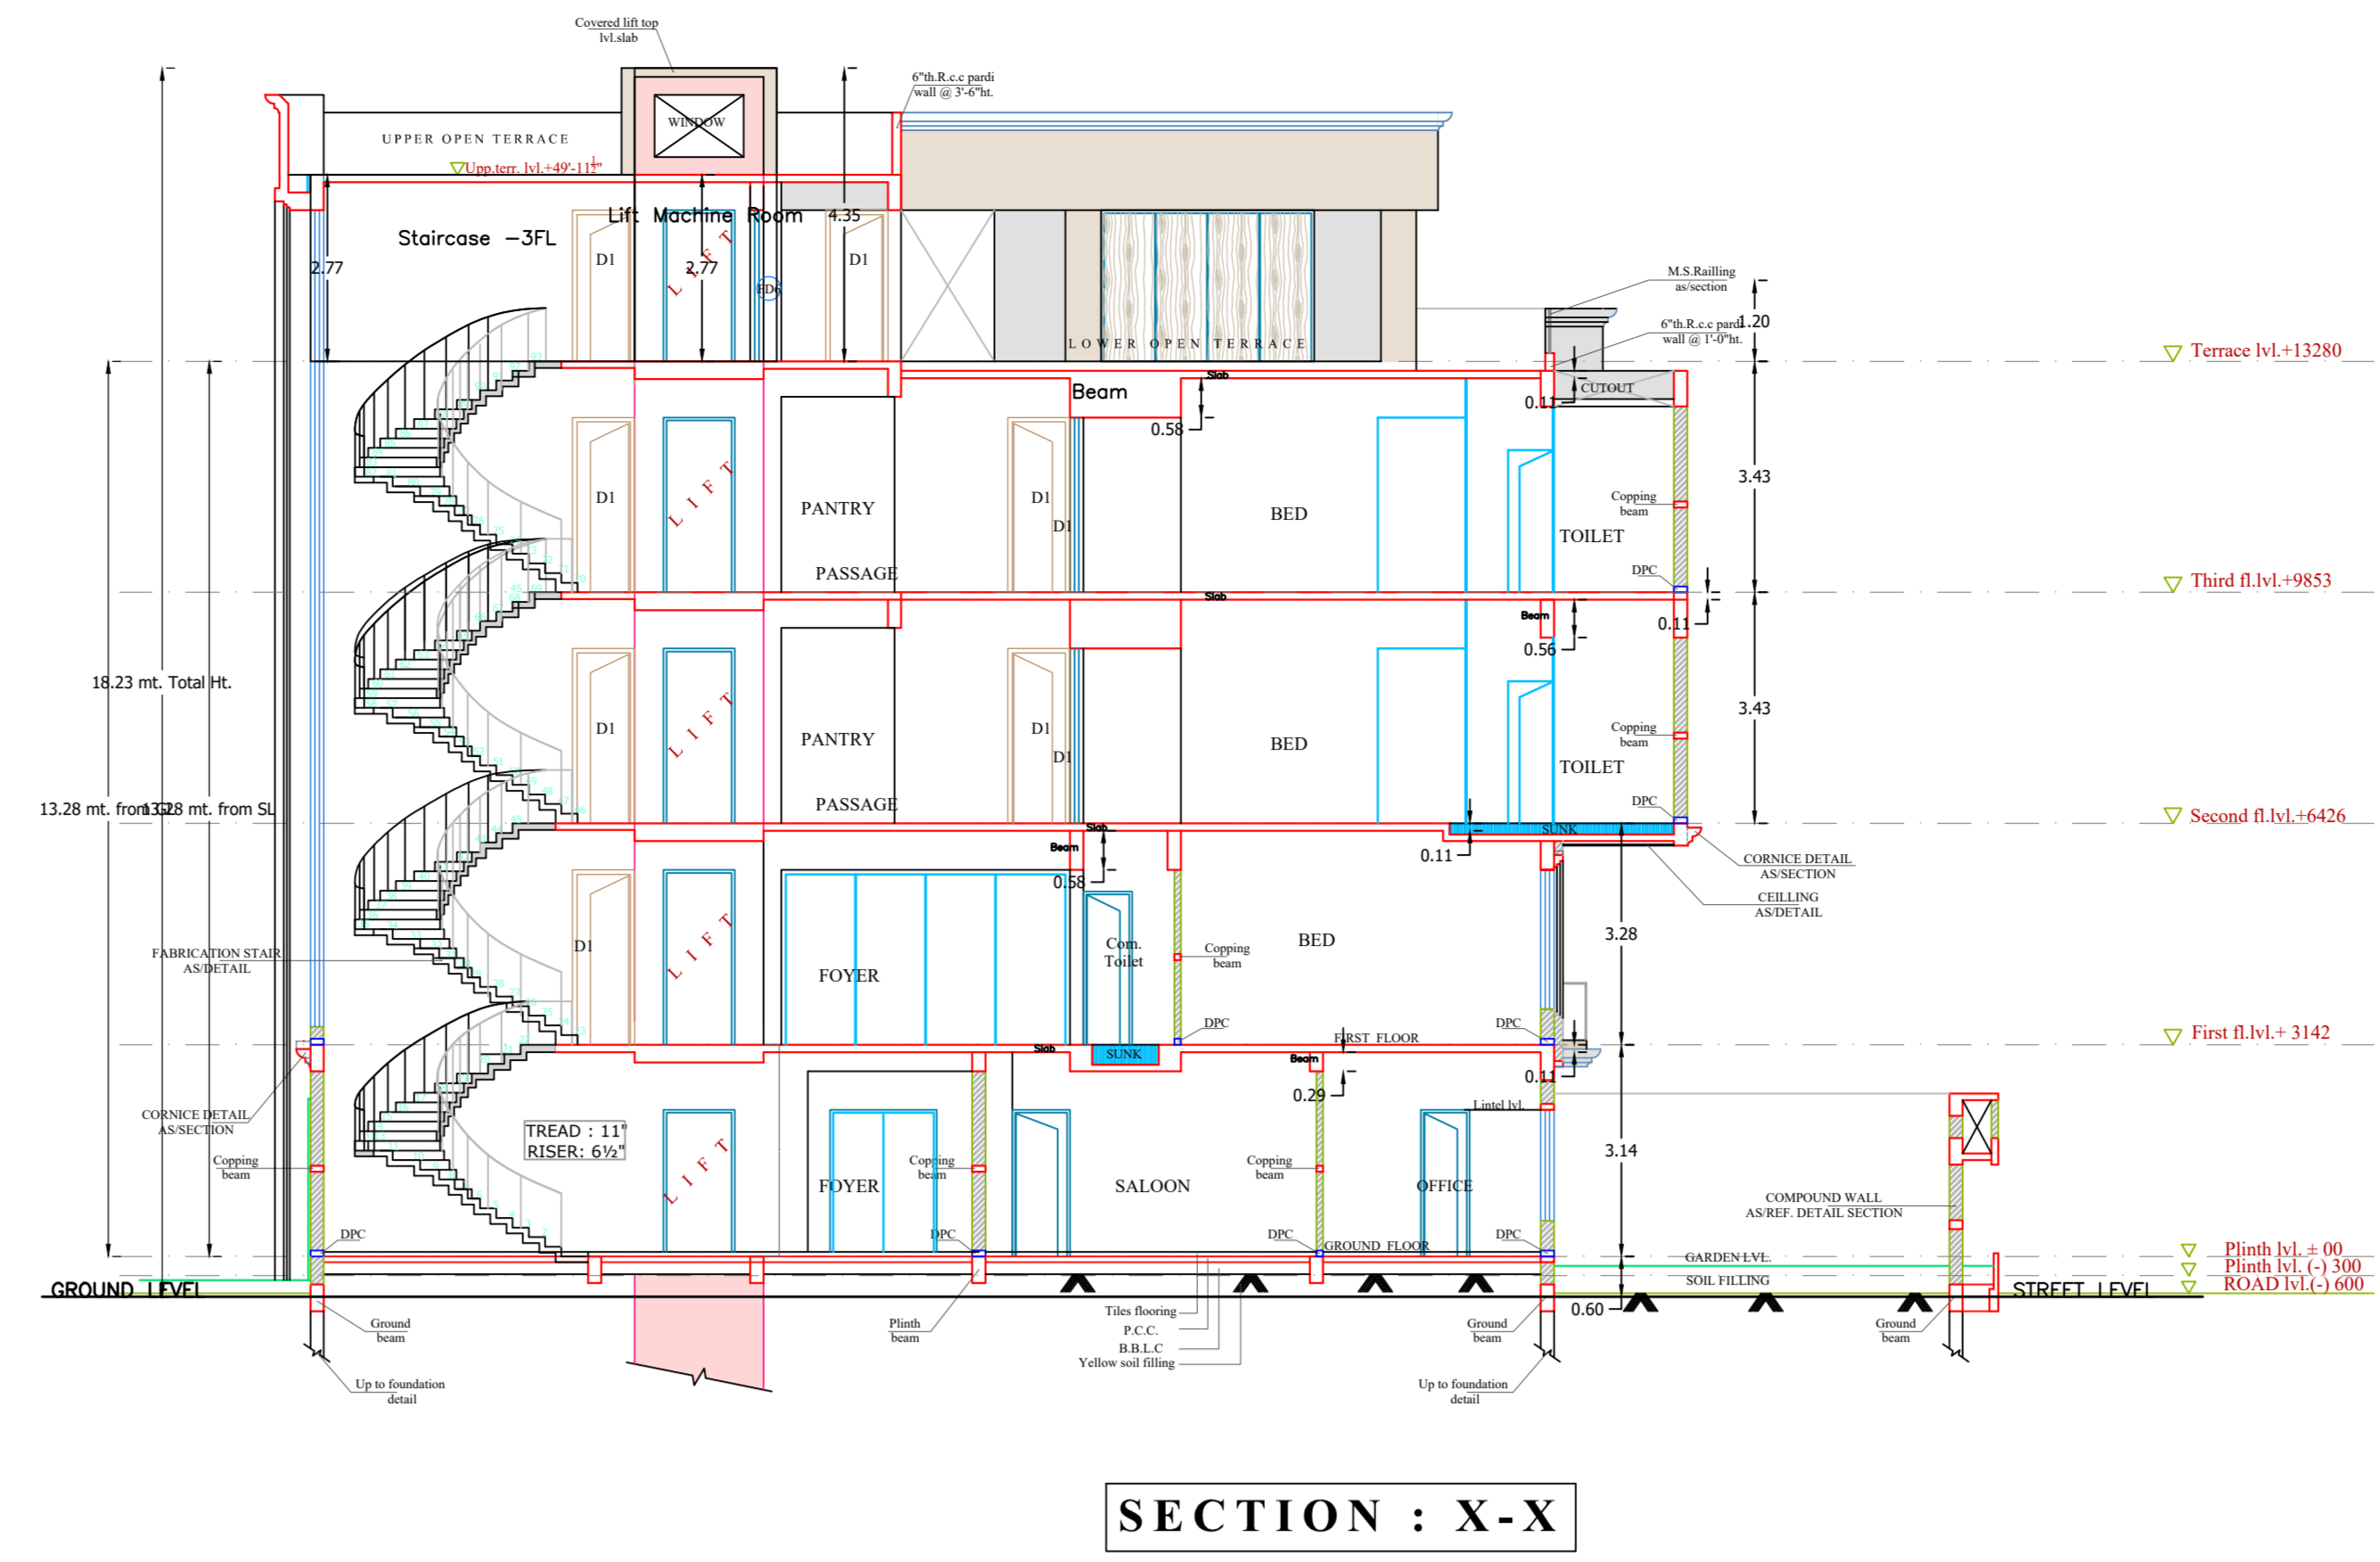 Covered lift top
lvl.slab
6"th.R.c.c pardi
wall @ 3'-6"ht.
WINDOW
UPPER OPEN TERRACE
Upp.terr. lvl.+49'-11½"
Lift Machine Room
4.35
Staircase -3FL
D1
LIFT
D1
2.77
2.77
FD6
M.S.Railling
as/section
1.20
6"th.R.c.c pardi
wall @ 1'-0"ht.
LOWER OPEN TERRACE
Terrace lvl.+13280
Slab
Beam
CUTOUT
0.11
0.58
3.43
D1
LIFT
PANTRY
D1
D1
BED
Copping
beam
TOILET
PASSAGE
DPC
Third fl.lvl.+9853
Slab
Beam
0.11
0.56
18.23 mt. Total Ht.
3.43
D1
LIFT
PANTRY
D1
D1
BED
Copping
beam
TOILET
PASSAGE
DPC
13.28 mt. from GL
13.28 mt. from SL
Second fl.lvl.+6426
Slab
SUNK
Beam
0.11
0.58
CORNICE DETAIL
AS/SECTION
CEILLING
AS/DETAIL
3.28
FABRICATION STAIR
AS/DETAIL
D1
LIFT
FOYER
Com.
Toilet
Copping
beam
BED
DPC
DPC
FIRST FLOOR
First fl.lvl.+ 3142
Slab
SUNK
Beam
0.11
0.29
Lintel lvl.
CORNICE DETAIL
AS/SECTION
TREAD : 11"
RISER: 6½"
3.14
Copping
beam
LIFT
FOYER
Copping
beam
SALOON
Copping
beam
OFFICE
COMPOUND WALL
AS/REF. DETAIL SECTION
DPC
DPC
DPC
GROUND FLOOR
DPC
GARDEN LVL.
Plinth lvl. ± 00
SOIL FILLING
Plinth lvl. (-) 300
ROAD lvl.(-) 600
GROUND LEVEL
STREET LEVEL
0.60
Ground
beam
Plinth
beam
Tiles flooring
P.C.C.
B.B.L.C
Yellow soil filling
Ground
beam
Ground
beam
Up to foundation
detail
Up to foundation
detail
SECTION : X-X